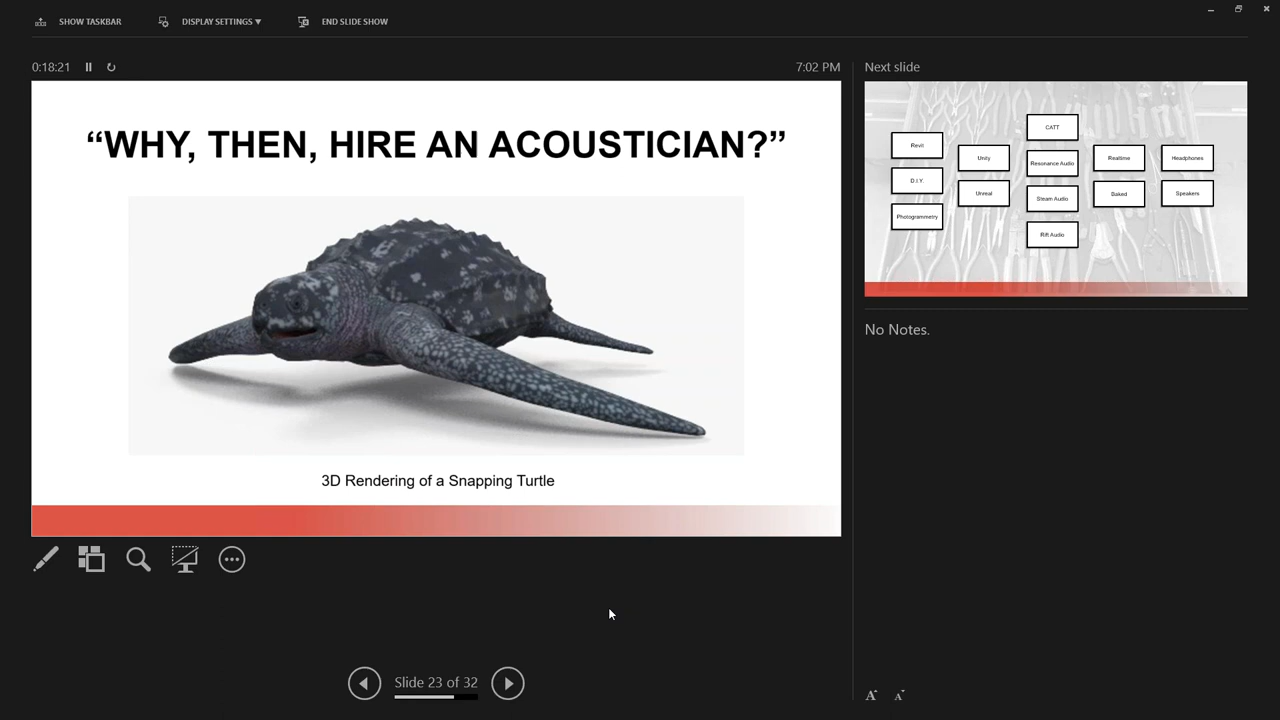 SHOW TASKBAR
DISPLAY SETTINGS ▼
END SLIDE SHOW
0:18:21
7:02 PM
Next slide
“WHY, THEN, HIRE AN ACOUSTICIAN?”
3D Rendering of a Snapping Turtle
Revit
D.I.Y.
Photogrammetry
Unity
Unreal
CATT
Resonance Audio
Steam Audio
Rift Audio
Realtime
Baked
Headphones
Speakers
No Notes.
Slide 23 of 32
A
A